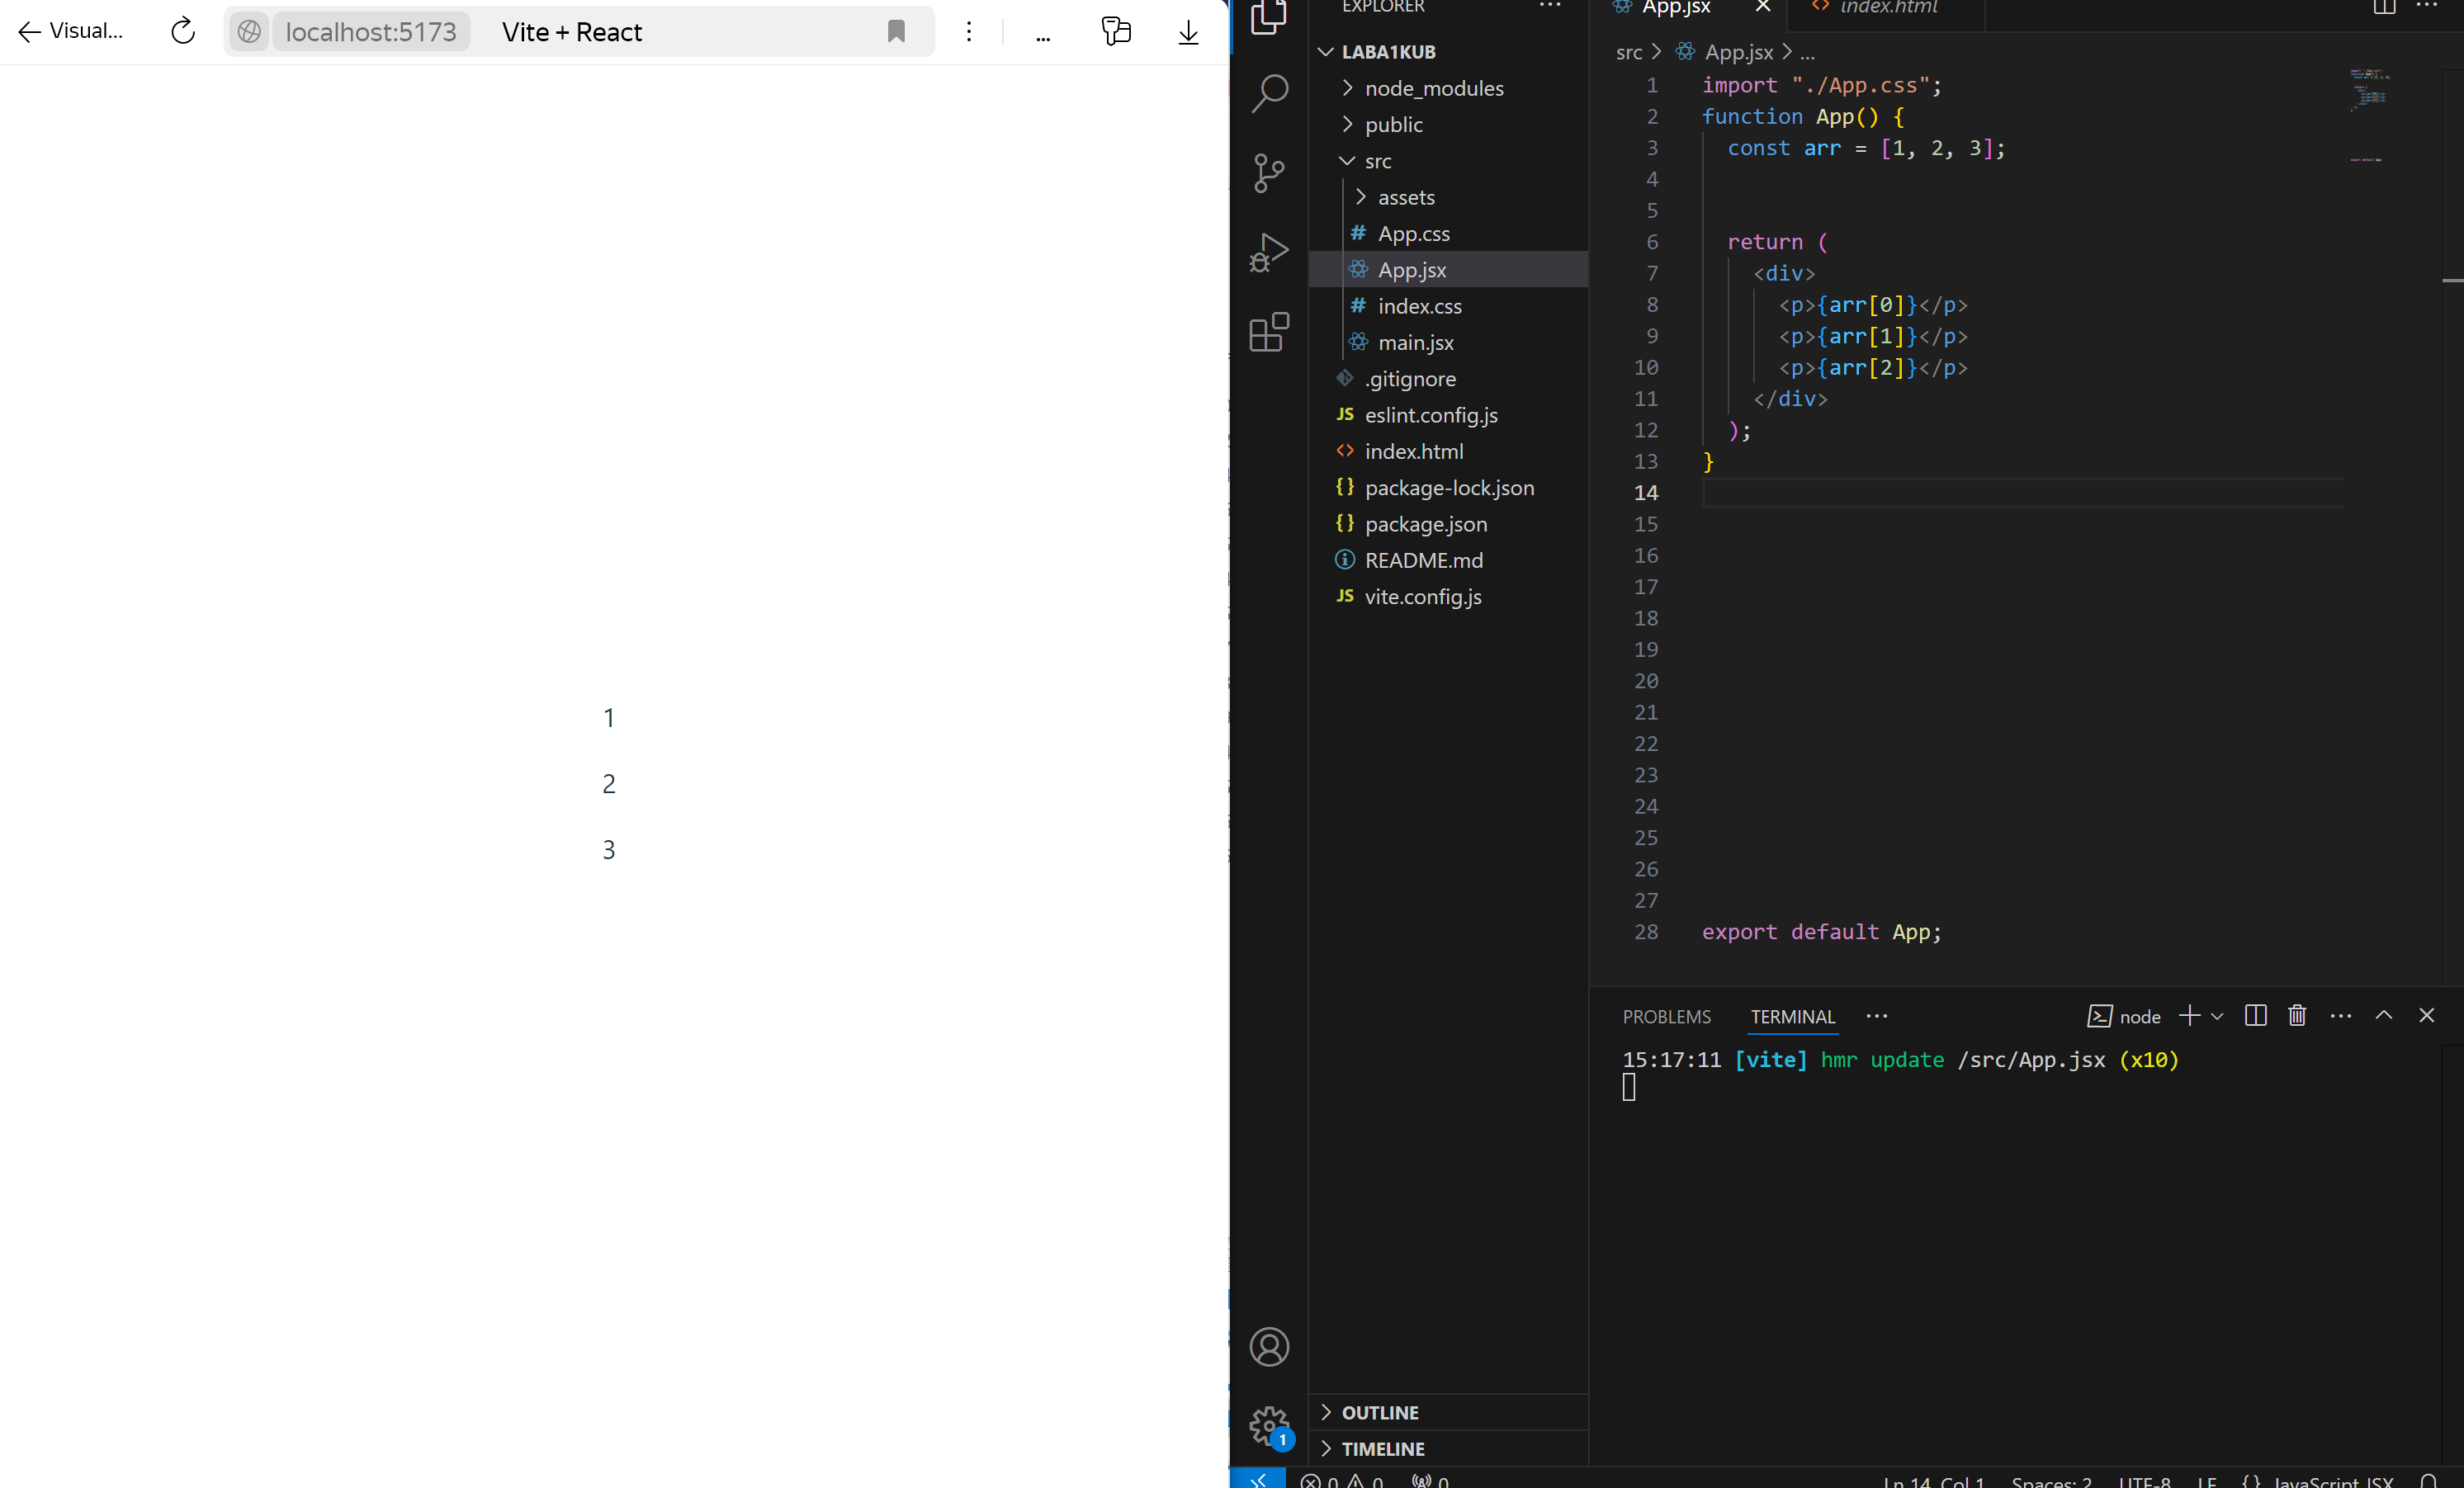 Visual...
localhost:5173 Vite + React
...
1
2
3
EXPLORER
LABA1KUB
node_modules
public
src
assets
# App.css
App.jsx
# index.css
main.jsx
.gitignore
JS eslint.config.js
<> index.html
{} package-lock.json
{} package.json
README.md
JS vite.config.js
OUTLINE
TIMELINE
1
App.jsx
<> index.html
src > App.jsx > ...
1 import "./App.css";
2 function App() {
3 const arr = [1, 2, 3];
4
5
6 return (
7 <div>
8 <p>{arr[0]}</p>
9 <p>{arr[1]}</p>
10 <p>{arr[2]}</p>
11 </div>
12 );
13 }
14
15
16
17
18
19
20
21
22
23
24
25
26
27
28 export default App;
PROBLEMS TERMINAL ... node
15:17:11 [vite] hmr update /src/App.jsx (x10)
0 0 0 Ln 14, Col 1 Spaces: 2 UTF-8 LF {} JavaScript JSX